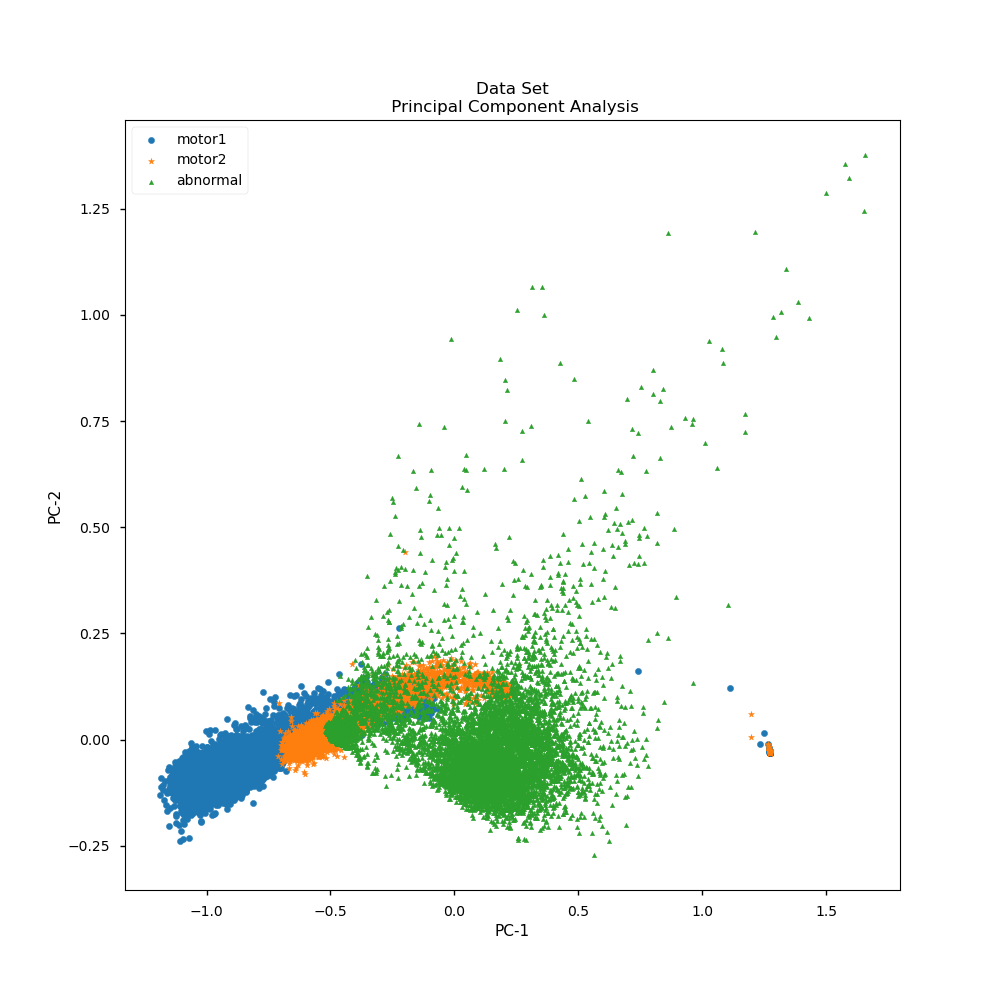 Data Set
Principal Component Analysis
motor1
motor2
abnormal
1.25
1.00
0.75
0.50
0.25
0.00
−0.25
PC-2
−1.0
−0.5
0.0
0.5
1.0
1.5
PC-1